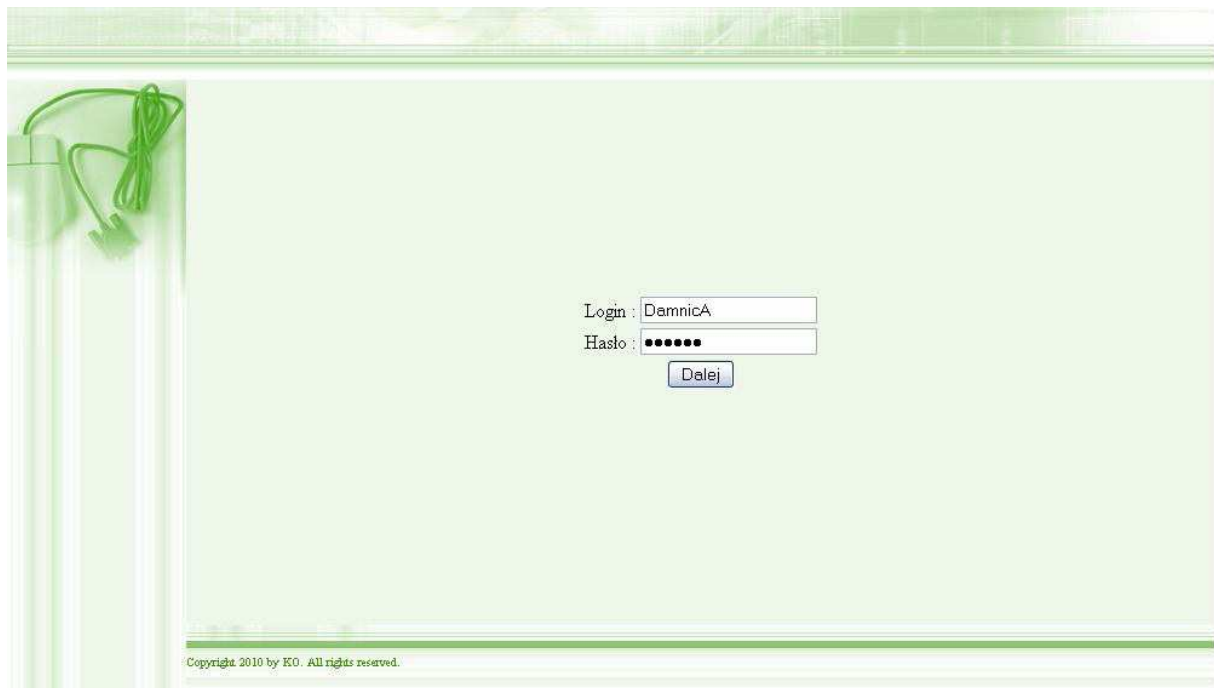 Login : DamnicA
Hasło : ●●●●●●
Dalej
Copyright 2010 by KO. All rights reserved.